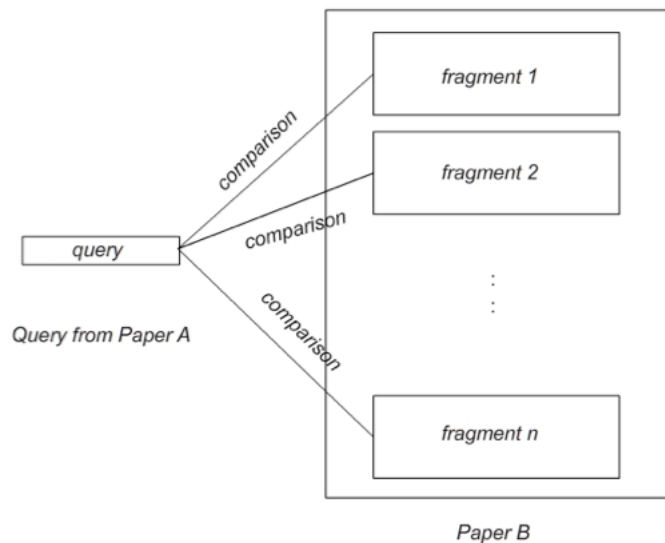 fragment 1
comparison
fragment 2
comparison
query
:
:
comparison
Query from Paper A
fragment n
Paper B